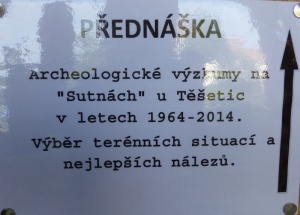 PŘEDNÁŠKA
Archeologické výzkumy na
"Sutnách" u Těšetic
v letech 1964-2014.
Výběr terénních situací a
nejlepších nálezů.